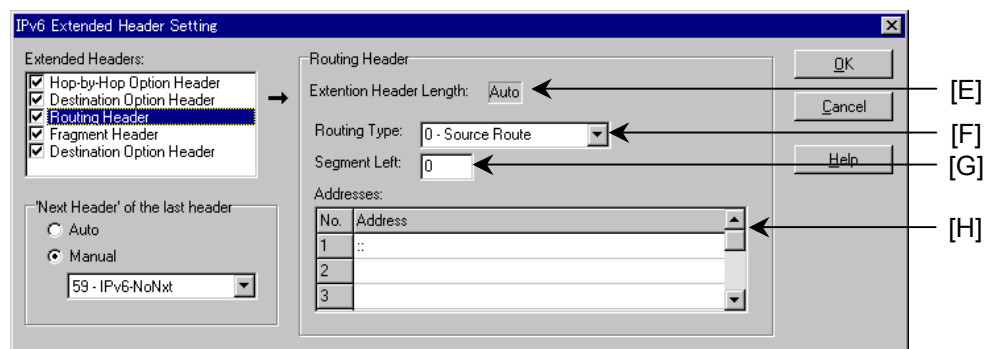 IPv6 Extended Header Setting
Extended Headers:
Hop-by-Hop Option Header
Destination Option Header
Routing Header
Fragment Header
Destination Option Header
'Next Header' of the last header
Auto
Manual
59 - IPv6-NoNxt
Routing Header
Extention Header Length: Auto
Routing Type: 0 - Source Route
Segment Left: 0
Addresses:
No. Address
1 ::
2
3
OK
Cancel
Help
[E]
[F]
[G]
[H]